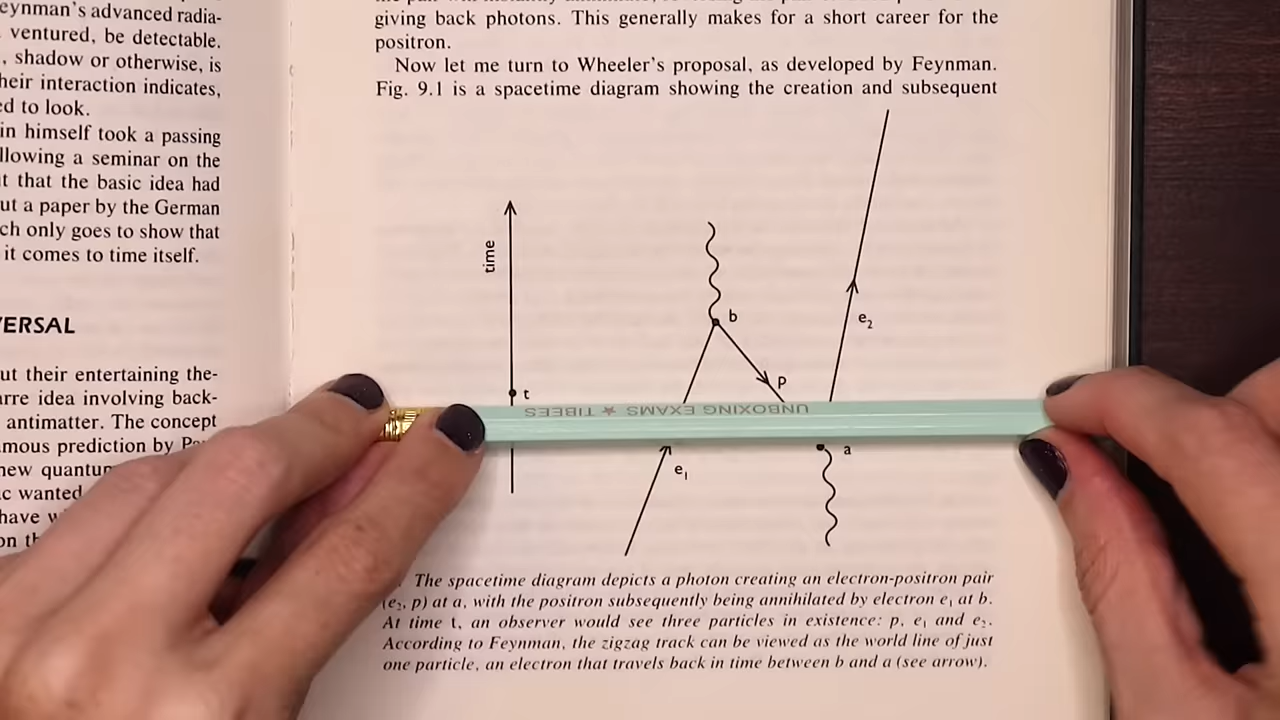 eynman's advanced radia-
ventured, be detectable.
, shadow or otherwise, is
heir interaction indicates,
ed to look.
in himself took a passing
llowing a seminar on the
t that the basic idea had
ut a paper by the German
ch only goes to show that
it comes to time itself.
ERSAL
ut their entertaining the-
arre idea involving back-
antimatter. The concept
mous prediction by
new quantum
c wanted
have
on
giving back photons. This generally makes for a short career for the
positron.
Now let me turn to Wheeler's proposal, as developed by Feynman.
Fig. 9.1 is a spacetime diagram showing the creation and subsequent
time
t
b
e₂
p
UNBOXING EXAMS ★ TIBEES
e₁
a
The spacetime diagram depicts a photon creating an electron-positron pair
(e₂, p) at a, with the positron subsequently being annihilated by electron e₁ at b.
At time t, an observer would see three particles in existence: p, e₁ and e₂.
According to Feynman, the zigzag track can be viewed as the world line of just
one particle, an electron that travels back in time between b and a (see arrow).